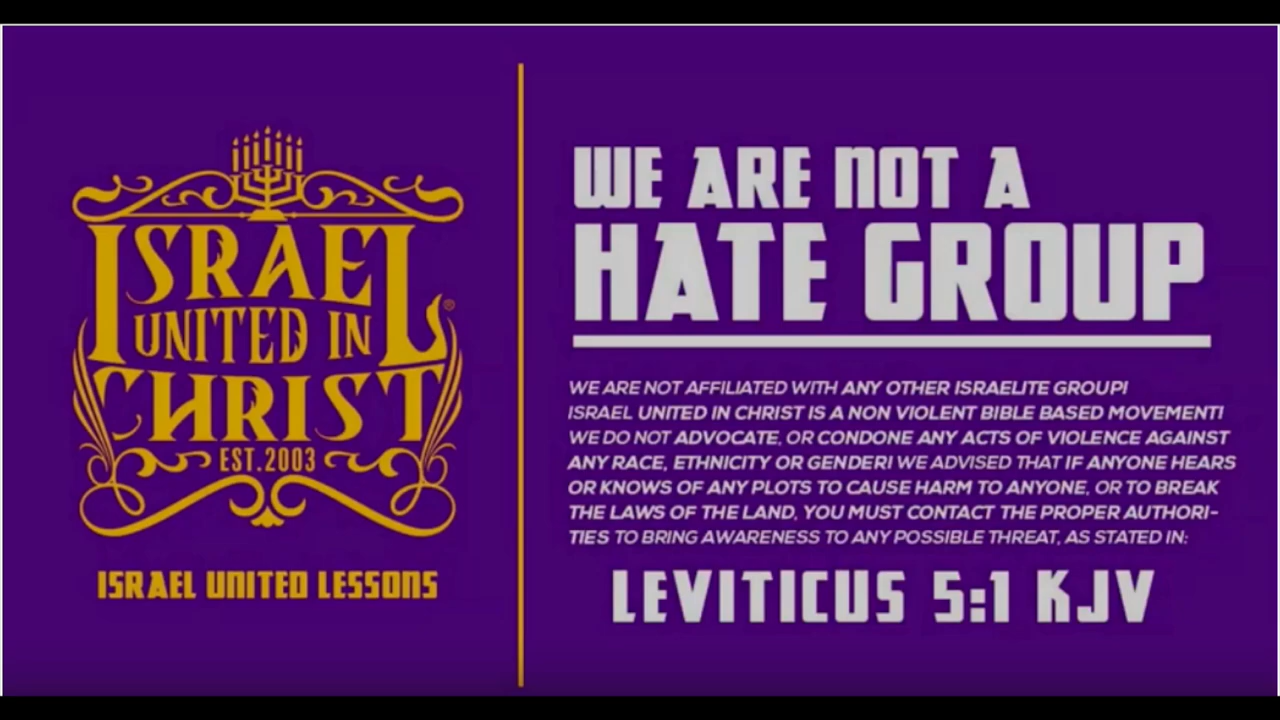 ISRAEL
UNITED IN
CHRIST
EST.2003
ISRAEL UNITED LESSONS
WE ARE NOT A
HATE GROUP
WE ARE NOT AFFILIATED WITH ANY OTHER ISRAELITE GROUP!
ISRAEL UNITED IN CHRIST IS A NON VIOLENT BIBLE BASED MOVEMENT!
WE DO NOT ADVOCATE, OR CONDONE ANY ACTS OF VIOLENCE AGAINST
ANY RACE, ETHNICITY OR GENDER! WE ADVISED THAT IF ANYONE HEARS
OR KNOWS OF ANY PLOTS TO CAUSE HARM TO ANYONE, OR TO BREAK
THE LAWS OF THE LAND, YOU MUST CONTACT THE PROPER AUTHORI-
TIES TO BRING AWARENESS TO ANY POSSIBLE THREAT, AS STATED IN:
LEVITICUS 5:1 KJV